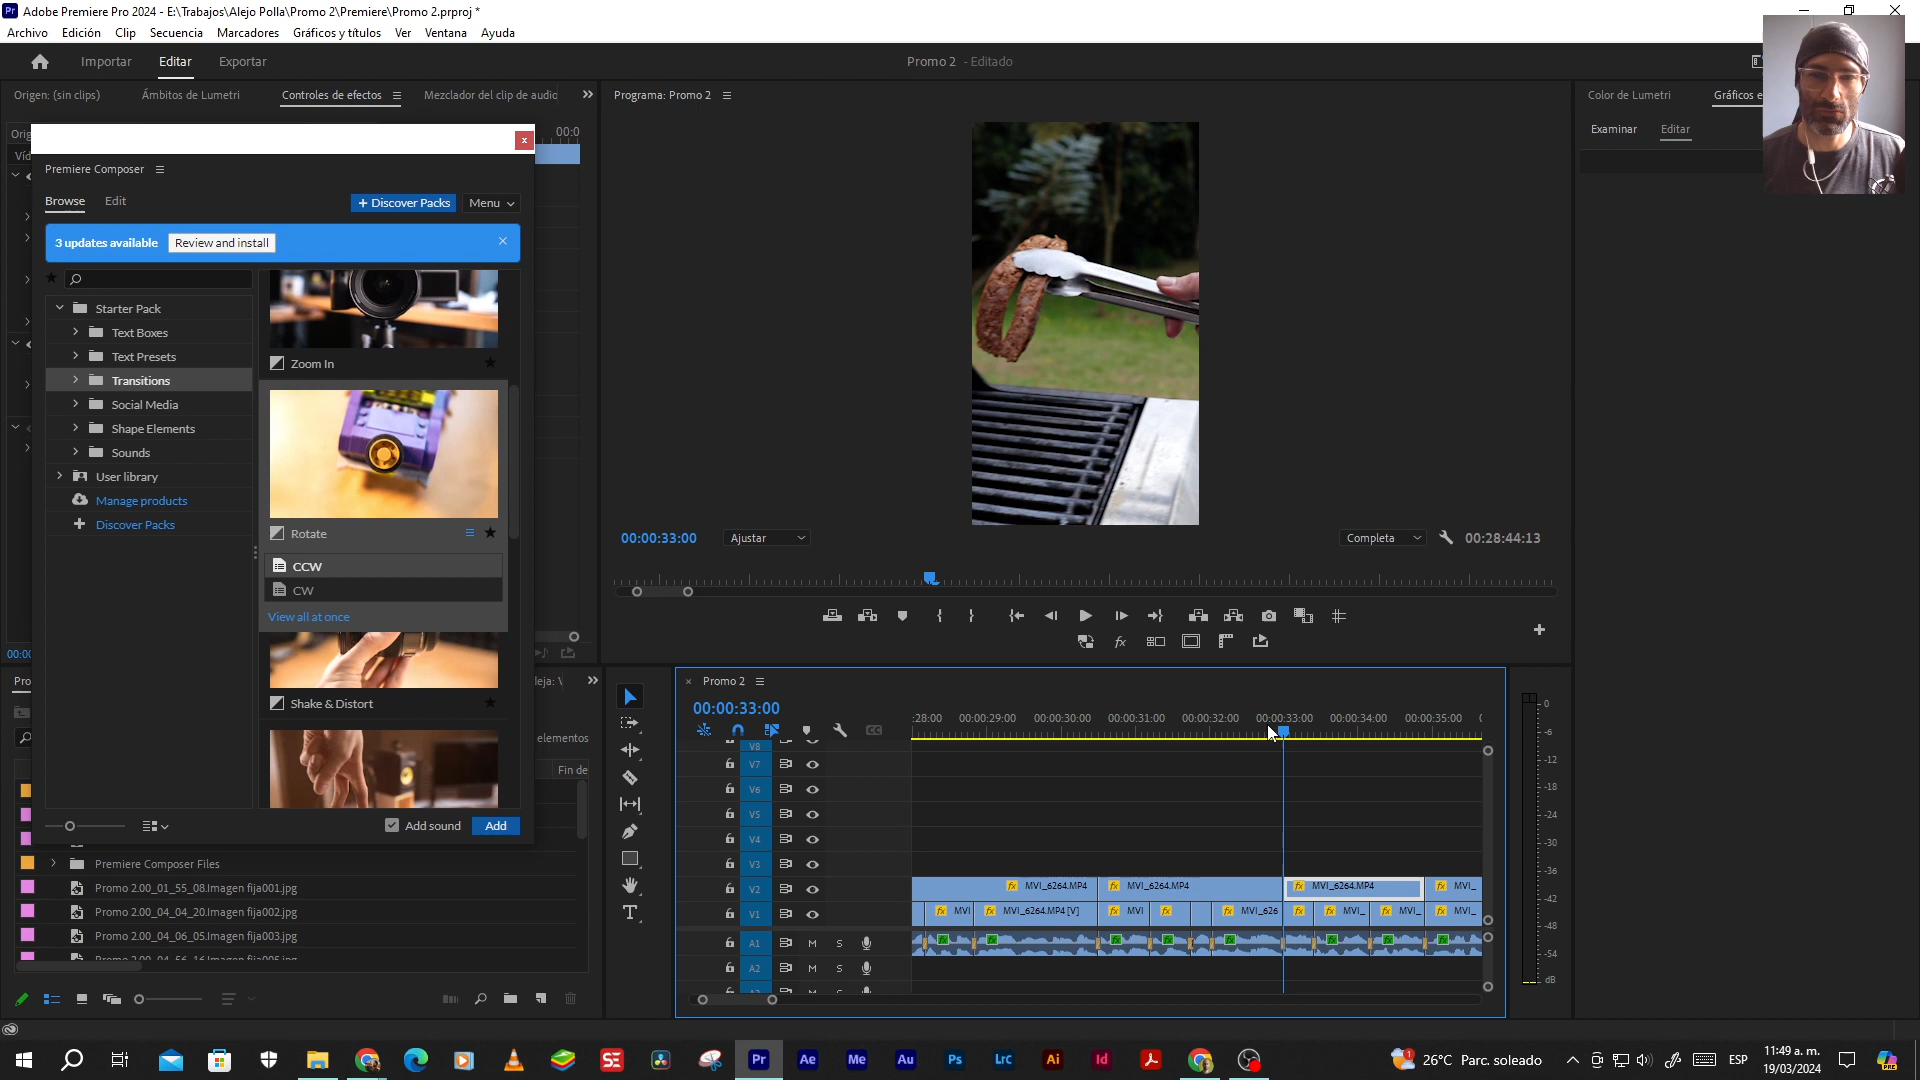 Adobe Premiere Pro 2024 - E:\Trabajos\Alejo Polla\Promo 2\Premiere\Promo 2.prproj *
Archivo Edición Clip Secuencia Marcadores Gráficos y títulos Ver Ventana Ayuda
Importar Editar Exportar
Promo 2 - Editado
Origen: (sin clips) Ámbitos de Lumetri Controles de efectos Mezclador del clip de audio
Programa: Promo 2
Color de Lumetri Gráficos e
Examinar Editar
00:0
Premiere Composer
Browse Edit + Discover Packs Menu
3 updates available Review and install
Starter Pack
Text Boxes
Text Presets
Transitions
Social Media
Shape Elements
Sounds
User library
Manage products
Discover Packs
Zoom In
Rotate
CCW
CW
View all at once
Shake & Distort
Add sound Add
00:00:33:00 Ajustar Completa 00:28:44:13
elementos
Fin de
Premiere Composer Files
Promo 2.00_01_55_08.Imagen fija001.jpg
Promo 2.00_04_04_20.Imagen fija002.jpg
Promo 2.00_04_06_05.Imagen fija003.jpg
Promo 2
00:00:33:00
:28:00 00:00:29:00 00:00:30:00 00:00:31:00 00:00:32:00 00:00:33:00 00:00:34:00 00:00:35:00
V8
V7
V6
V5
V4
V3
V2 MVI_6264.MP4 MVI_6264.MP4 MVI_6264.MP4 MVI_
V1 MVI MVI_6264.MP4 [V] MVI MVI_626 MVI_ MVI_ MVI_
A1 M S
A2 M S
0
-6
-12
-18
-24
-30
-36
-42
-48
-54
dB
26°C Parc. soleado
ESP
11:49 a. m.
19/03/2024